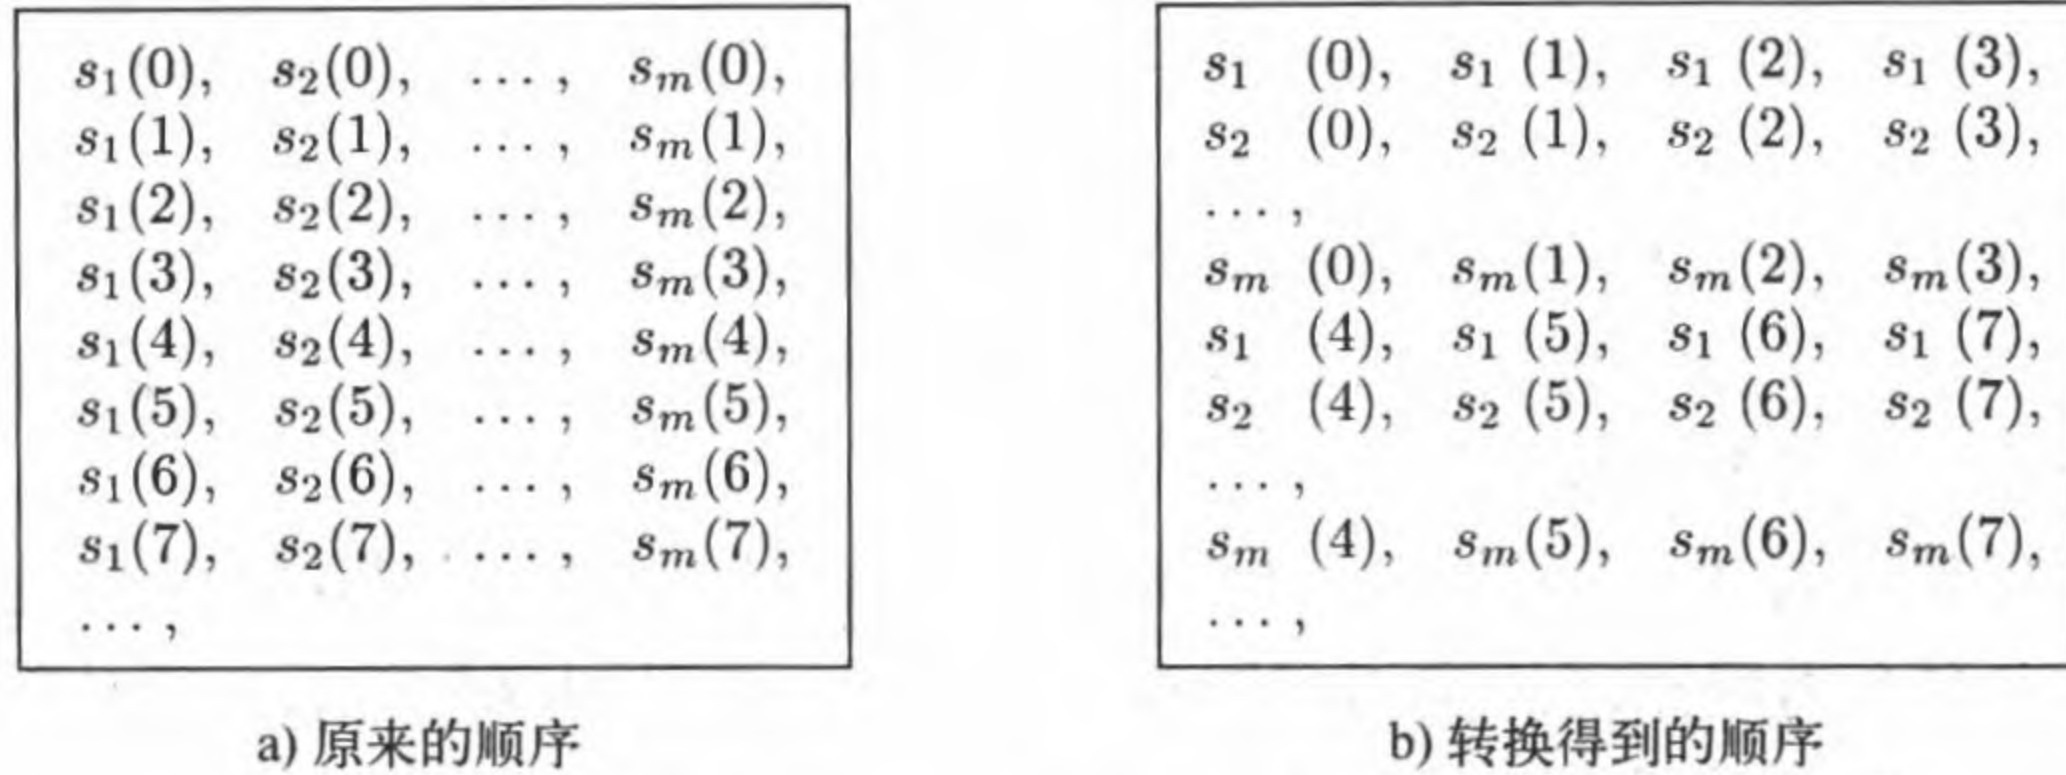 s₁(0), s₂(0), ..., sₘ(0),
s₁(1), s₂(1), ..., sₘ(1),
s₁(2), s₂(2), ..., sₘ(2),
s₁(3), s₂(3), ..., sₘ(3),
s₁(4), s₂(4), ..., sₘ(4),
s₁(5), s₂(5), ..., sₘ(5),
s₁(6), s₂(6), ..., sₘ(6),
s₁(7), s₂(7), ..., sₘ(7),
...,
a) 原来的顺序
s₁ (0), s₁ (1), s₁ (2), s₁ (3),
s₂ (0), s₂ (1), s₂ (2), s₂ (3),
...,
sₘ (0), sₘ(1), sₘ(2), sₘ(3),
s₁ (4), s₁ (5), s₁ (6), s₁ (7),
s₂ (4), s₂ (5), s₂ (6), s₂ (7),
...,
sₘ (4), sₘ(5), sₘ(6), sₘ(7),
...,
b) 转换得到的顺序